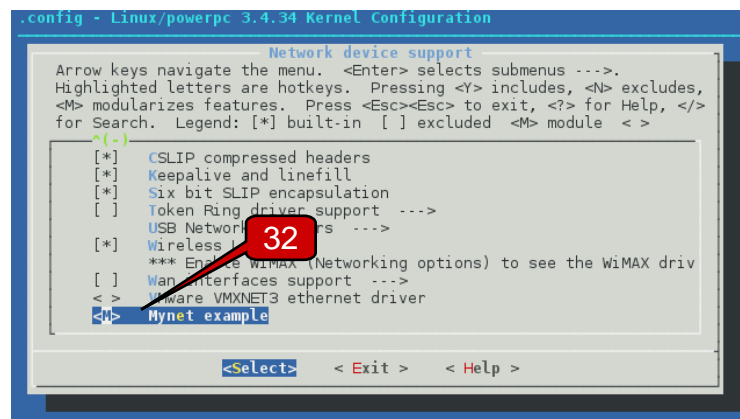 .config - Linux/powerpc 3.4.34 Kernel Configuration
Network device support
Arrow keys navigate the menu.  <Enter> selects submenus --->.
Highlighted letters are hotkeys.  Pressing <Y> includes, <N> excludes,
<M> modularizes features.  Press <Esc><Esc> to exit, <?> for Help, </>
for Search.  Legend: [*] built-in  [ ] excluded  <M> module  < >
^(-)
[*]   CSLIP compressed headers
[*]   Keepalive and linefill
[*]   Six bit SLIP encapsulation
[ ]   Token Ring driver support  --->
USB Network rs  --->
[*]   Wireless
32
*** Enable WiMAX (Networking options) to see the WiMAX driv
[ ]   Wan interfaces support  --->
< >   VMware VMXNET3 ethernet driver
<M>   Mynet example
<Select>    < Exit >    < Help >